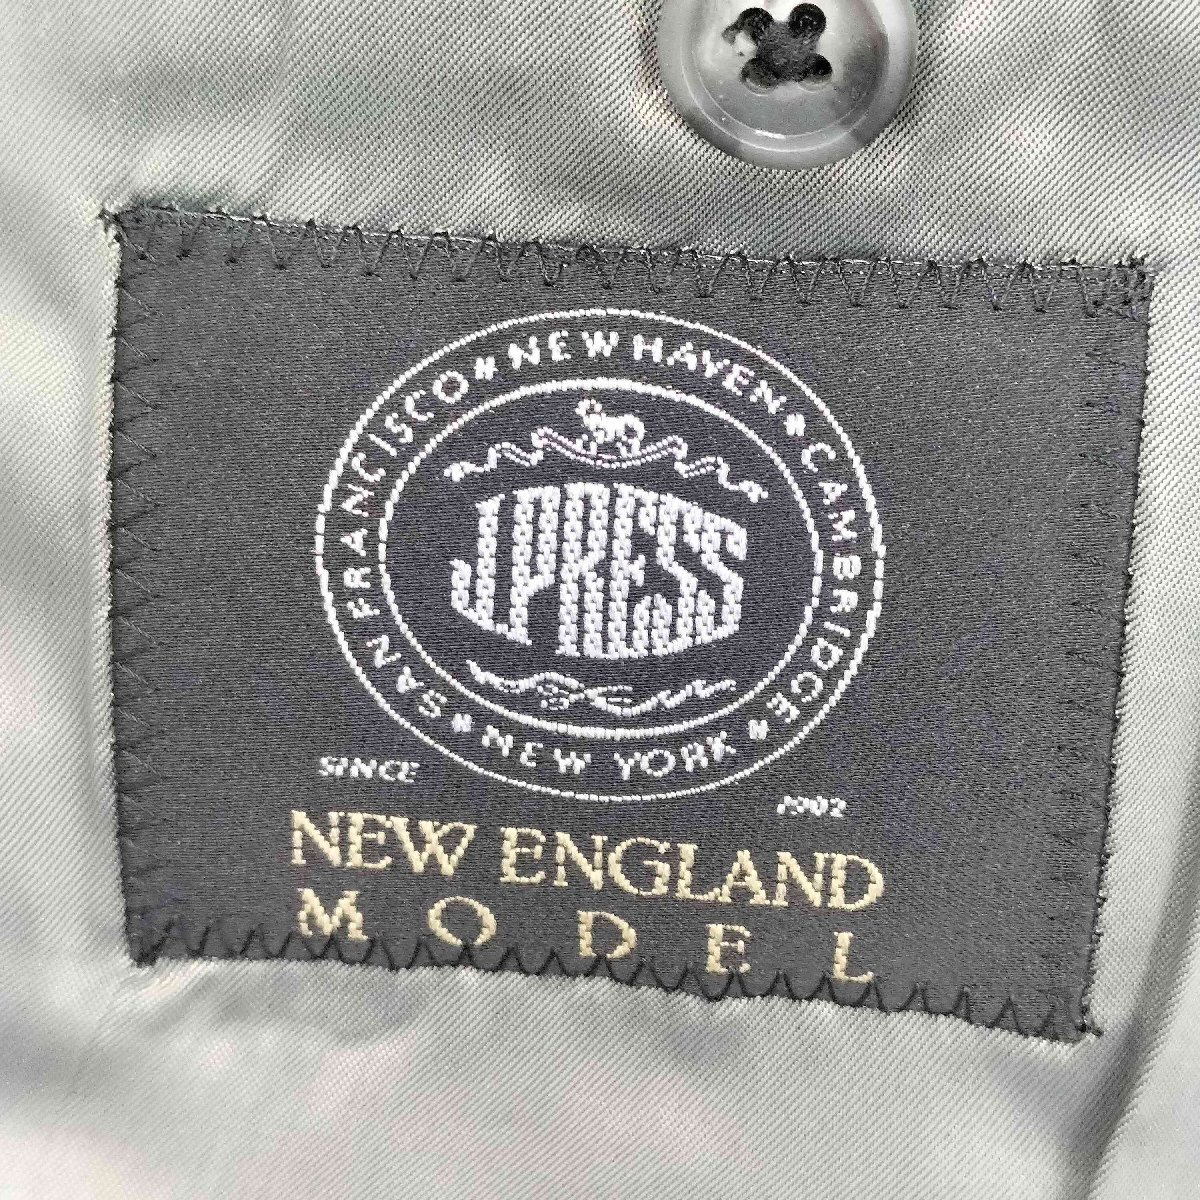 SAN FRANCISCO * NEW HAVEN * CAMBRIDGE * NEW YORK *
J.PRESS
SINCE 1902
NEW ENGLAND
MODEL